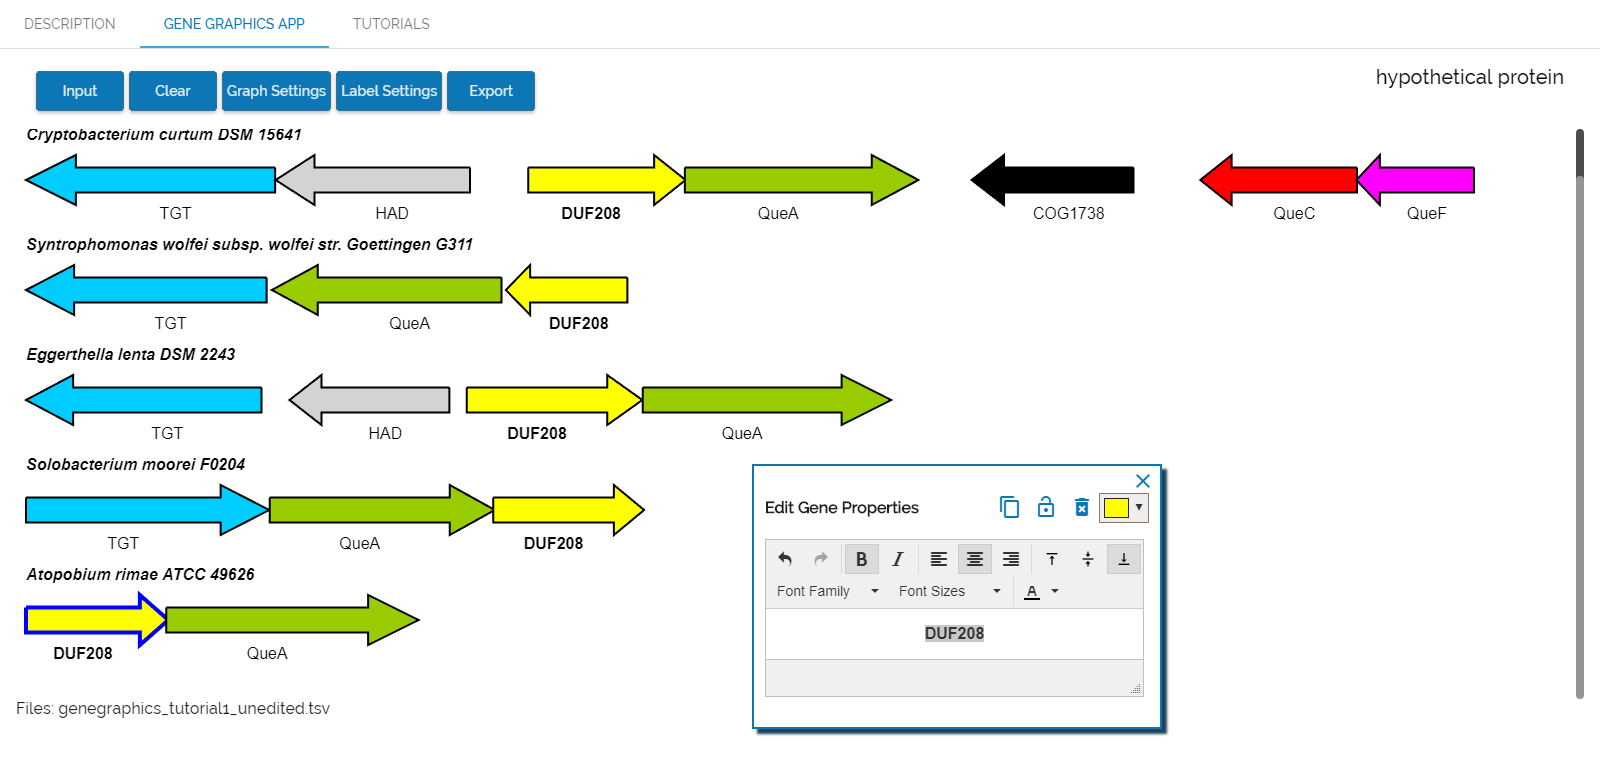 DESCRIPTION GENE GRAPHICS APP TUTORIALS
Input Clear Graph Settings Label Settings Export
hypothetical protein
Cryptobacterium curtum DSM 15641
TGT HAD DUF208 QueA COG1738 QueC QueF
Syntrophomonas wolfei subsp. wolfei str. Goettingen G311
TGT QueA DUF208
Eggerthella lenta DSM 2243
TGT HAD DUF208 QueA
Solobacterium moorei F0204
TGT QueA DUF208
Atopobium rimae ATCC 49626
DUF208 QueA
Edit Gene Properties
B I
Font Family Font Sizes A
DUF208
Files: genegraphics_tutorial1_unedited.tsv